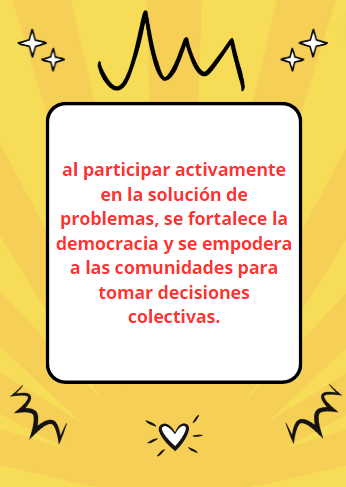 al participar activamente
en la solución de
problemas, se fortalece la
democracia y se empodera
a las comunidades para
tomar decisiones
colectivas.